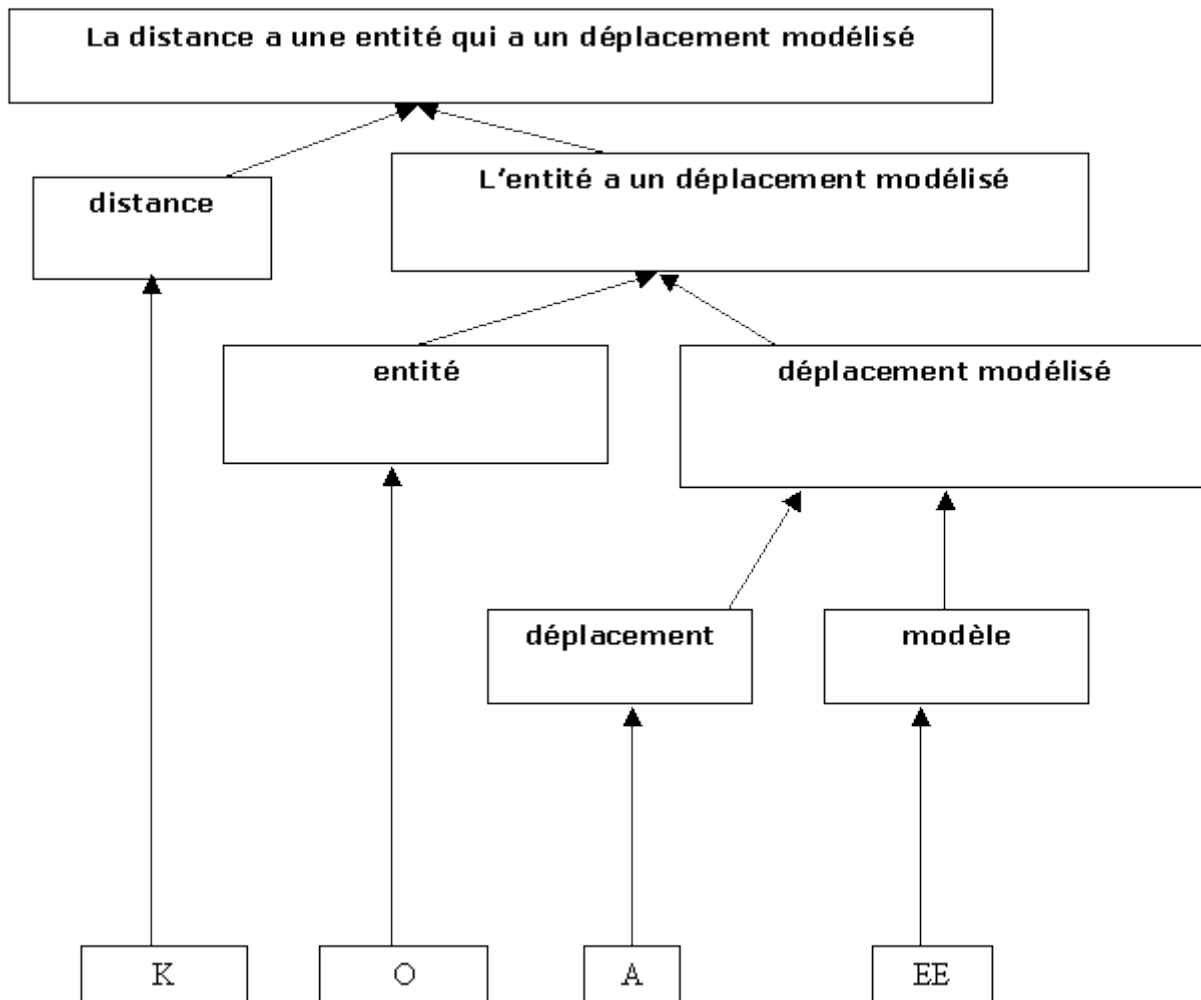 La distance a une entité qui a un déplacement modélisé
L'entité a un déplacement modélisé
distance
entité
déplacement modélisé
déplacement
modèle
K
O
A
EE